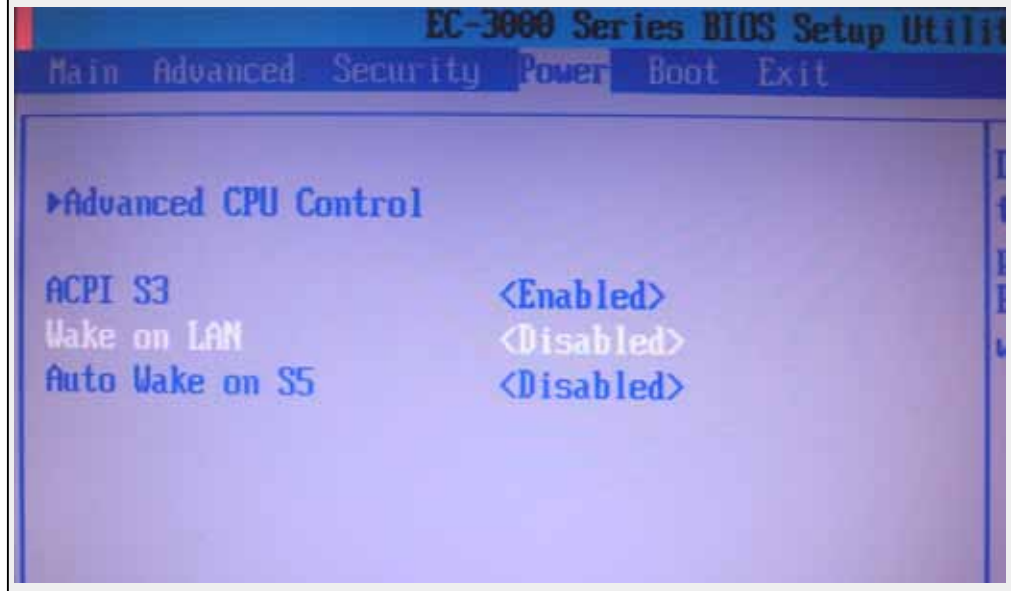 EC-3000 Series BIOS Setup
Main Advanced Security Power Boot Exit
▶Advanced CPU Control
ACPI S3 <Enabled>
Wake on LAN <Disabled>
Auto Wake on S5 <Disabled>